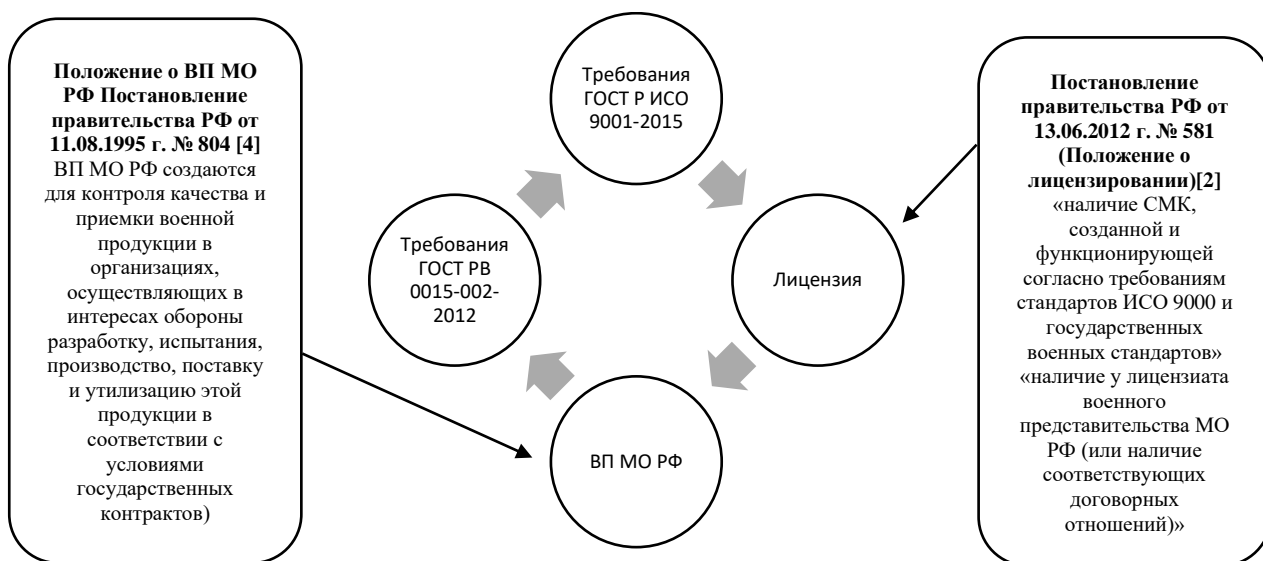 Положение о ВП МО
РФ Постановление
правительства РФ от
11.08.1995 г. № 804 [4]
ВП МО РФ создаются
для контроля качества и
приемки военной
продукции в
организациях,
осуществляющих в
интересах обороны
разработку, испытания,
производство, поставку
и утилизацию этой
продукции в
соответствии с
условиями
государственных
контрактов)
Требования
ГОСТ Р ИСО
9001-2015
Требования
ГОСТ РВ
0015-002-
2012
Лицензия
ВП МО РФ
Постановление
правительства РФ от
13.06.2012 г. № 581
(Положение о
лицензировании)[2]
«наличие СМК,
созданной и
функционирующей
согласно требованиям
стандартов ИСО 9000 и
государственных
военных стандартов»
«наличие у лицензиата
военного
представительства МО
РФ (или наличие
соответствующих
договорных
отношений)»